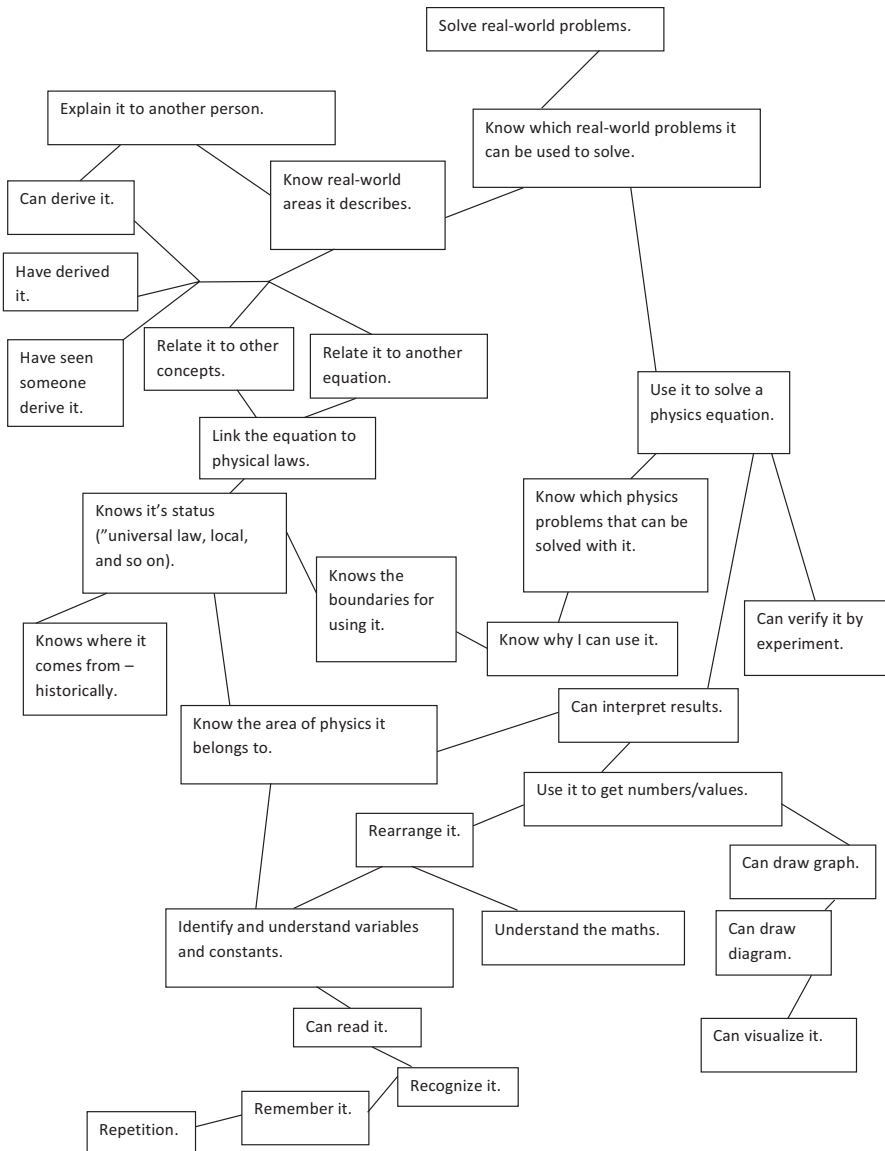 Solve real-world problems.
Explain it to another person.
Know which real-world problems it
can be used to solve.
Know real-world
areas it describes.
Can derive it.
Have derived
it.
Have seen
someone
derive it.
Relate it to other
concepts.
Relate it to another
equation.
Use it to solve a
physics equation.
Link the equation to
physical laws.
Know which physics
problems that can be
solved with it.
Knows it’s status
(”universal law, local,
and so on).
Knows the
boundaries for
using it.
Can verify it by
experiment.
Knows where it
comes from –
historically.
Know why I can use it.
Can interpret results.
Know the area of physics it
belongs to.
Use it to get numbers/values.
Rearrange it.
Can draw graph.
Identify and understand variables
and constants.
Understand the maths.
Can draw
diagram.
Can read it.
Can visualize it.
Recognize it.
Remember it.
Repetition.